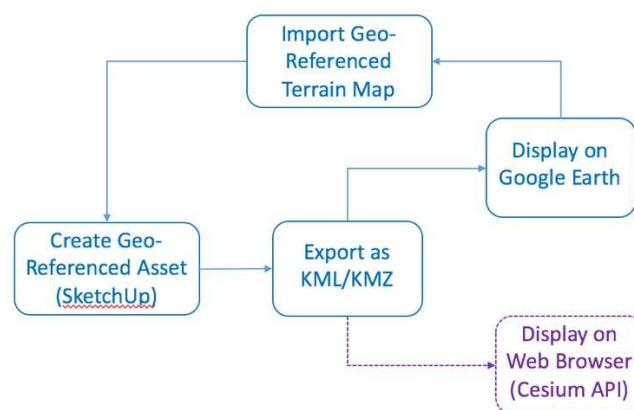 Import Geo-
Referenced
Terrain Map
Display on
Google Earth
Create Geo-
Referenced Asset
(SketchUp)
Export as
KML/KMZ
Display on
Web Browser
(Cesium API)